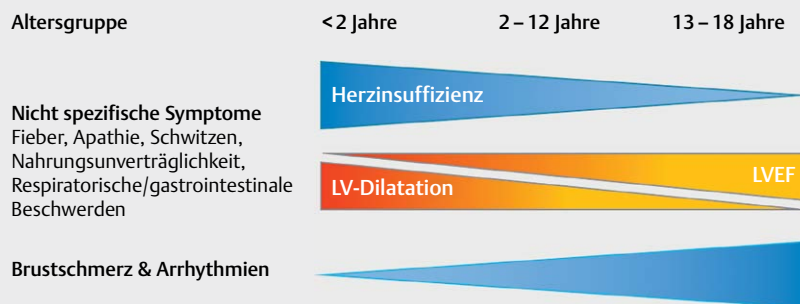 Altersgruppe <2 Jahre 2–12 Jahre 13–18 Jahre
Herzinsuffizienz
Nicht spezifische Symptome
Fieber, Apathie, Schwitzen,
Nahrungsunverträglichkeit,
Respiratorische/gastrointestinale
Beschwerden
LVEF
LV-Dilatation
Brustschmerz & Arrhythmien